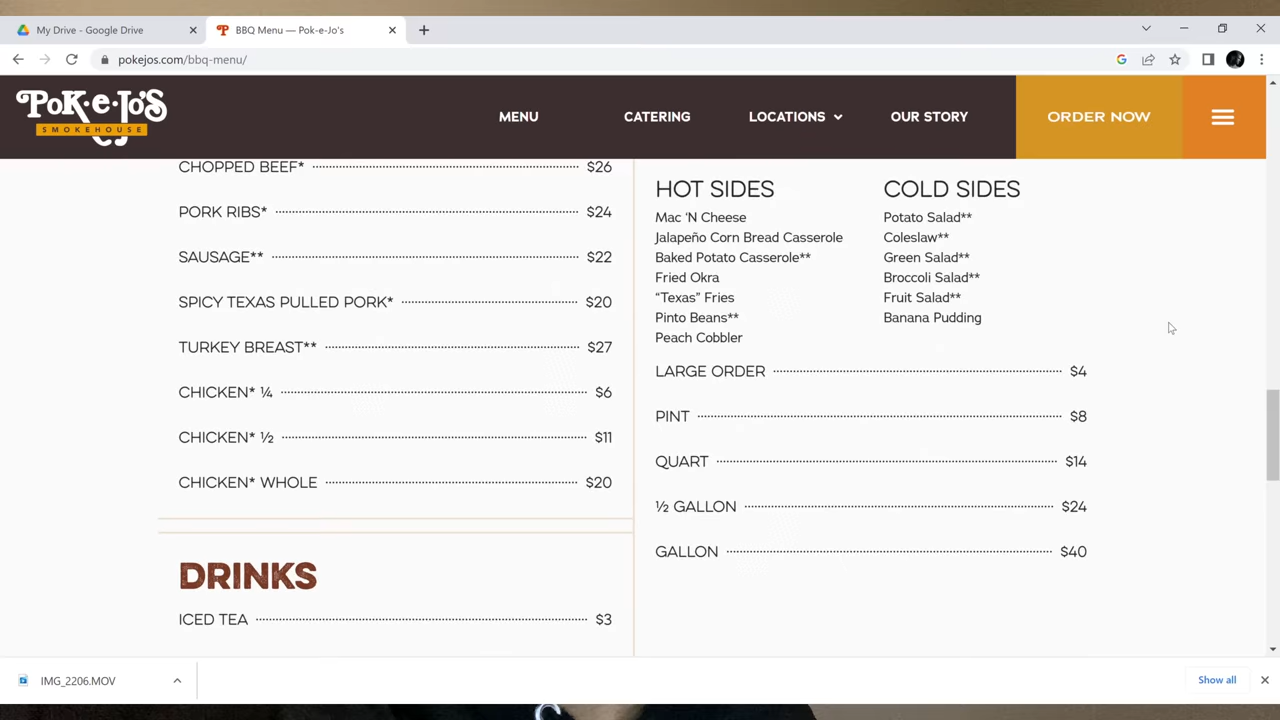 My Drive - Google Drive
BBQ Menu — Pok-e-Jo's
pokejos.com/bbq-menu/
POK·e·Jo's
SMOKEHOUSE
MENU
CATERING
LOCATIONS
OUR STORY
ORDER NOW
CHOPPED BEEF* $26
PORK RIBS* $24
SAUSAGE** $22
SPICY TEXAS PULLED PORK* $20
TURKEY BREAST** $27
CHICKEN* ¼ $6
CHICKEN* ½ $11
CHICKEN* WHOLE $20
DRINKS
ICED TEA $3
HOT SIDES
Mac ‘N Cheese
Jalapeño Corn Bread Casserole
Baked Potato Casserole**
Fried Okra
“Texas” Fries
Pinto Beans**
Peach Cobbler
COLD SIDES
Potato Salad**
Coleslaw**
Green Salad**
Broccoli Salad**
Fruit Salad**
Banana Pudding
LARGE ORDER $4
PINT $8
QUART $14
½ GALLON $24
GALLON $40
IMG_2206.MOV
Show all